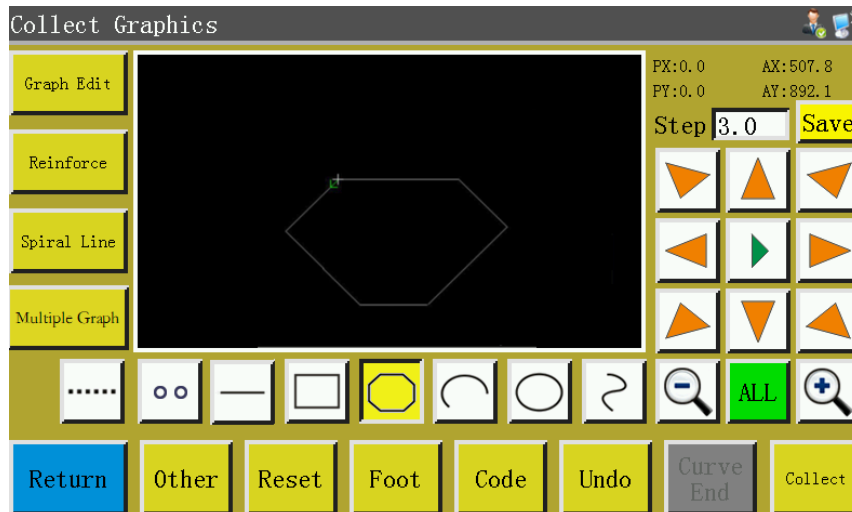 Collect Graphics
Graph Edit
PX:0.0 AX:507.8
PY:0.0 AY:892.1
Step 3.0 Save
Reinforce
Spiral Line
Multiple Graph
ALL
Return Other Reset Foot Code Undo Curve End Collect